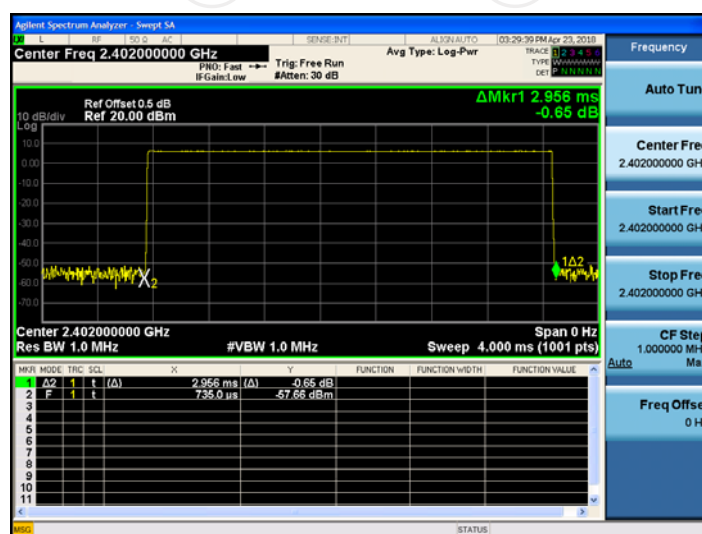 Agilent Spectrum Analyzer - Swept SA
L RF 50 Ω AC SENSE:INT ALIGN AUTO 03:29:39 PM Apr 23, 2018
Center Freq 2.402000000 GHz
PNO: Fast
IFGain:Low
Trig: Free Run
#Atten: 30 dB
Avg Type: Log-Pwr
TRACE 1 2 3 4 5 6
TYPE
DET P N N N N N
Ref Offset 0.5 dB
Ref 20.00 dBm
10 dB/div
Log
ΔMkr1 2.956 ms
-0.65 dB
10.0
0.00
-10.0
-20.0
-30.0
-40.0
-50.0
-60.0
-70.0
2
1Δ2
Center 2.402000000 GHz
Span 0 Hz
Res BW 1.0 MHz
#VBW 1.0 MHz
Sweep 4.000 ms (1001 pts)
MKR MODE TRC SCL X Y FUNCTION FUNCTION WIDTH FUNCTION VALUE
1 Δ2 1 t (Δ) 2.956 ms (Δ) -0.65 dB
2 F 1 t 735.0 µs -57.66 dBm
3
4
5
6
7
8
9
10
11
MSG
STATUS
Frequency
Auto Tun
Center Fre
2.402000000 GH
Start Fre
2.402000000 GH
Stop Fre
2.402000000 GH
CF Step
1.000000 MH
Auto Ma
Freq Offse
0 H